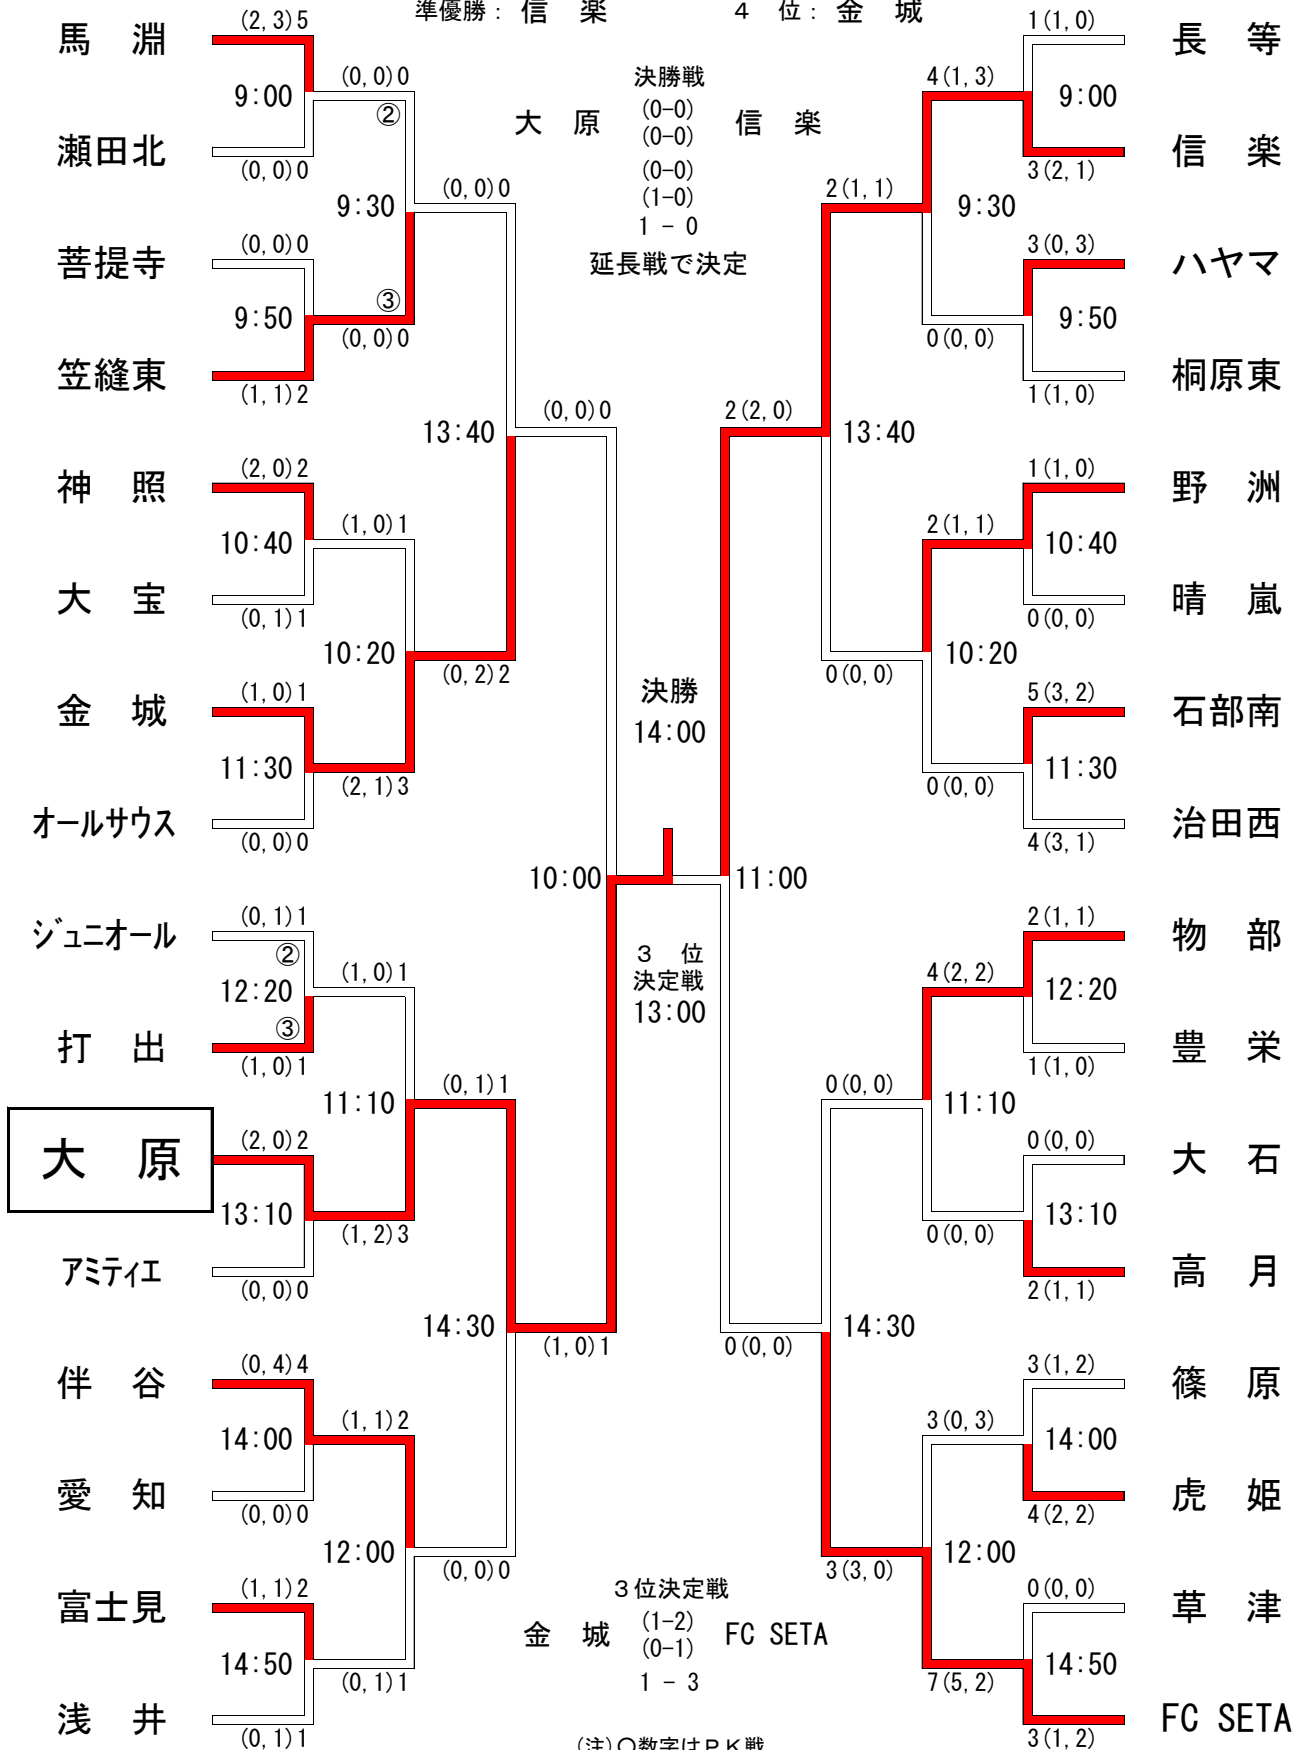 準優勝： 信　楽　　４　位： 金　城
馬　淵
(2,3)5
9:00
瀬田北
(0,0)0
(0,0)0
②
9:30
菩提寺
(0,0)0
9:50
笠縫東
(1,1)2
③
(0,0)0
(0,0)0
13:40
神　照
(2,0)2
10:40
大　宝
(0,1)1
(1,0)1
10:20
金　城
(1,0)1
11:30
オールサウス
(0,0)0
(2,1)3
(0,2)2
(0,0)0
10:00
ジュニオール
(0,1)1
②
12:20
③
打　出
(1,0)1
(1,0)1
11:10
大　原
(2,0)2
13:10
アミティエ
(0,0)0
(1,2)3
(0,1)1
14:30
伴　谷
(0,4)4
14:00
愛　知
(0,0)0
(1,1)2
12:00
富士見
(1,1)2
14:50
浅　井
(0,1)1
(0,1)1
(0,0)0
(1,0)1
決勝戦
大　原
(0-0)
(0-0)
(0-0)
(1-0)
1 - 0
信　楽
延長戦で決定
決勝
14:00
３　位
決定戦
13:00
３位決定戦
金　城
(1-2)
(0-1)
1 - 3
FC SETA
(注)〇数字はＰＫ戦
1(1,0)
長　等
9:00
信　楽
3(2,1)
4(1,3)
9:30
3(0,3)
ハヤマ
9:50
桐原東
1(1,0)
0(0,0)
2(1,1)
13:40
1(1,0)
野　洲
10:40
晴　嵐
0(0,0)
2(1,1)
10:20
5(3,2)
石部南
11:30
治田西
4(3,1)
0(0,0)
0(0,0)
2(2,0)
11:00
2(1,1)
物　部
12:20
豊　栄
1(1,0)
4(2,2)
11:10
0(0,0)
大　石
13:10
高　月
2(1,1)
0(0,0)
0(0,0)
14:30
3(1,2)
篠　原
14:00
虎　姫
4(2,2)
3(0,3)
12:00
0(0,0)
草　津
14:50
FC SETA
3(1,2)
7(5,2)
3(3,0)
0(0,0)